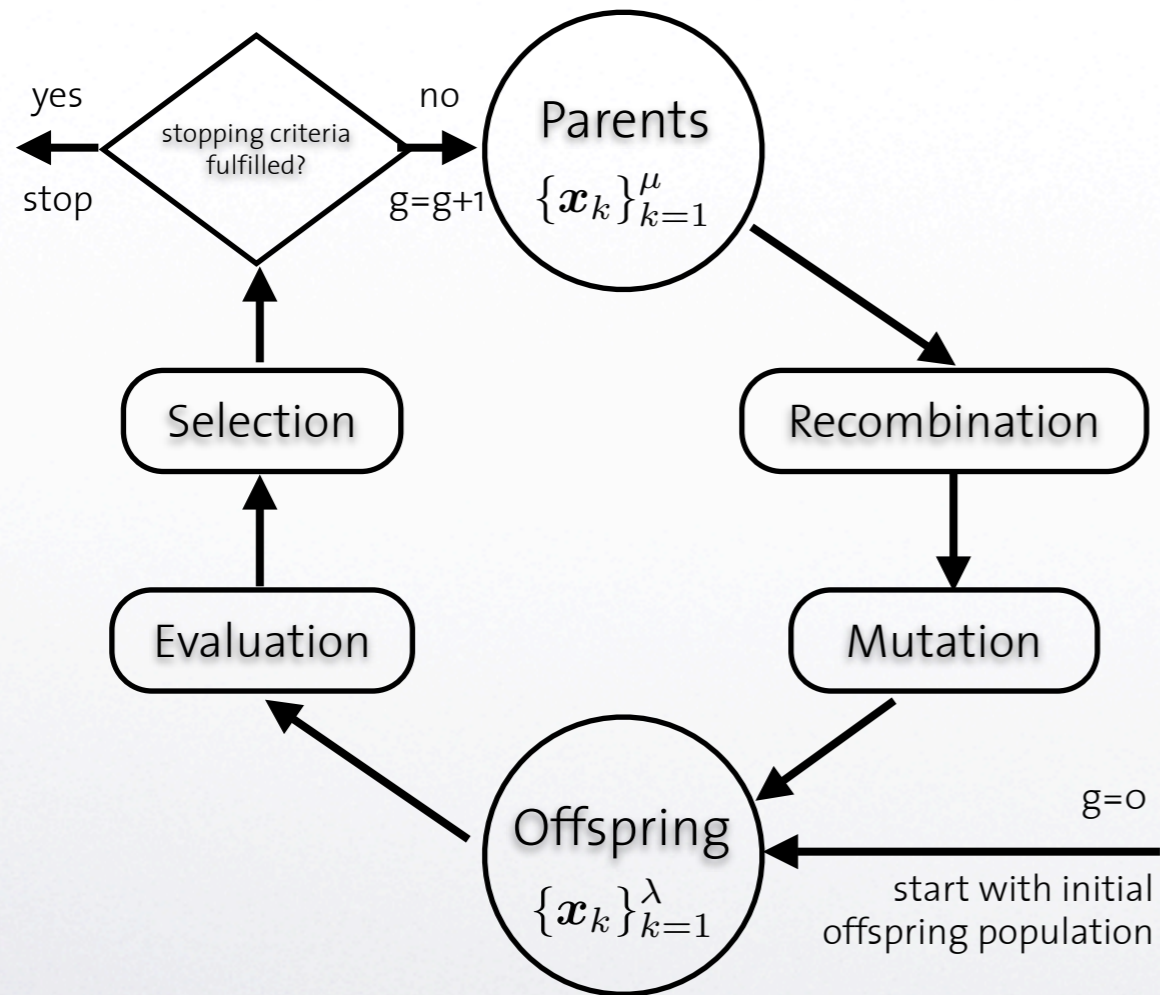 yes
no
stopping criteria
fulfilled?
stop
g=g+1
Parents
{x_k}_{k=1}^μ
Selection
Recombination
Evaluation
Mutation
Offspring
{x_k}_{k=1}^λ
g=0
start with initial
offspring population